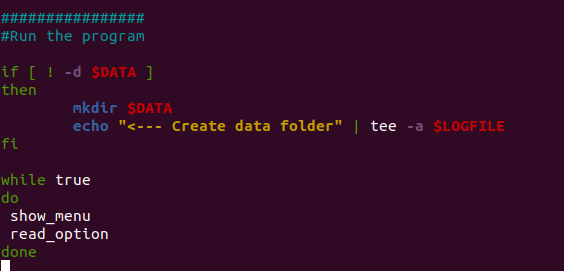 ################
#Run the program
if [ ! -d $DATA ]
then
mkdir $DATA
echo "<--- Create data folder" | tee -a $LOGFILE
fi
while true
do
show_menu
read_option
done